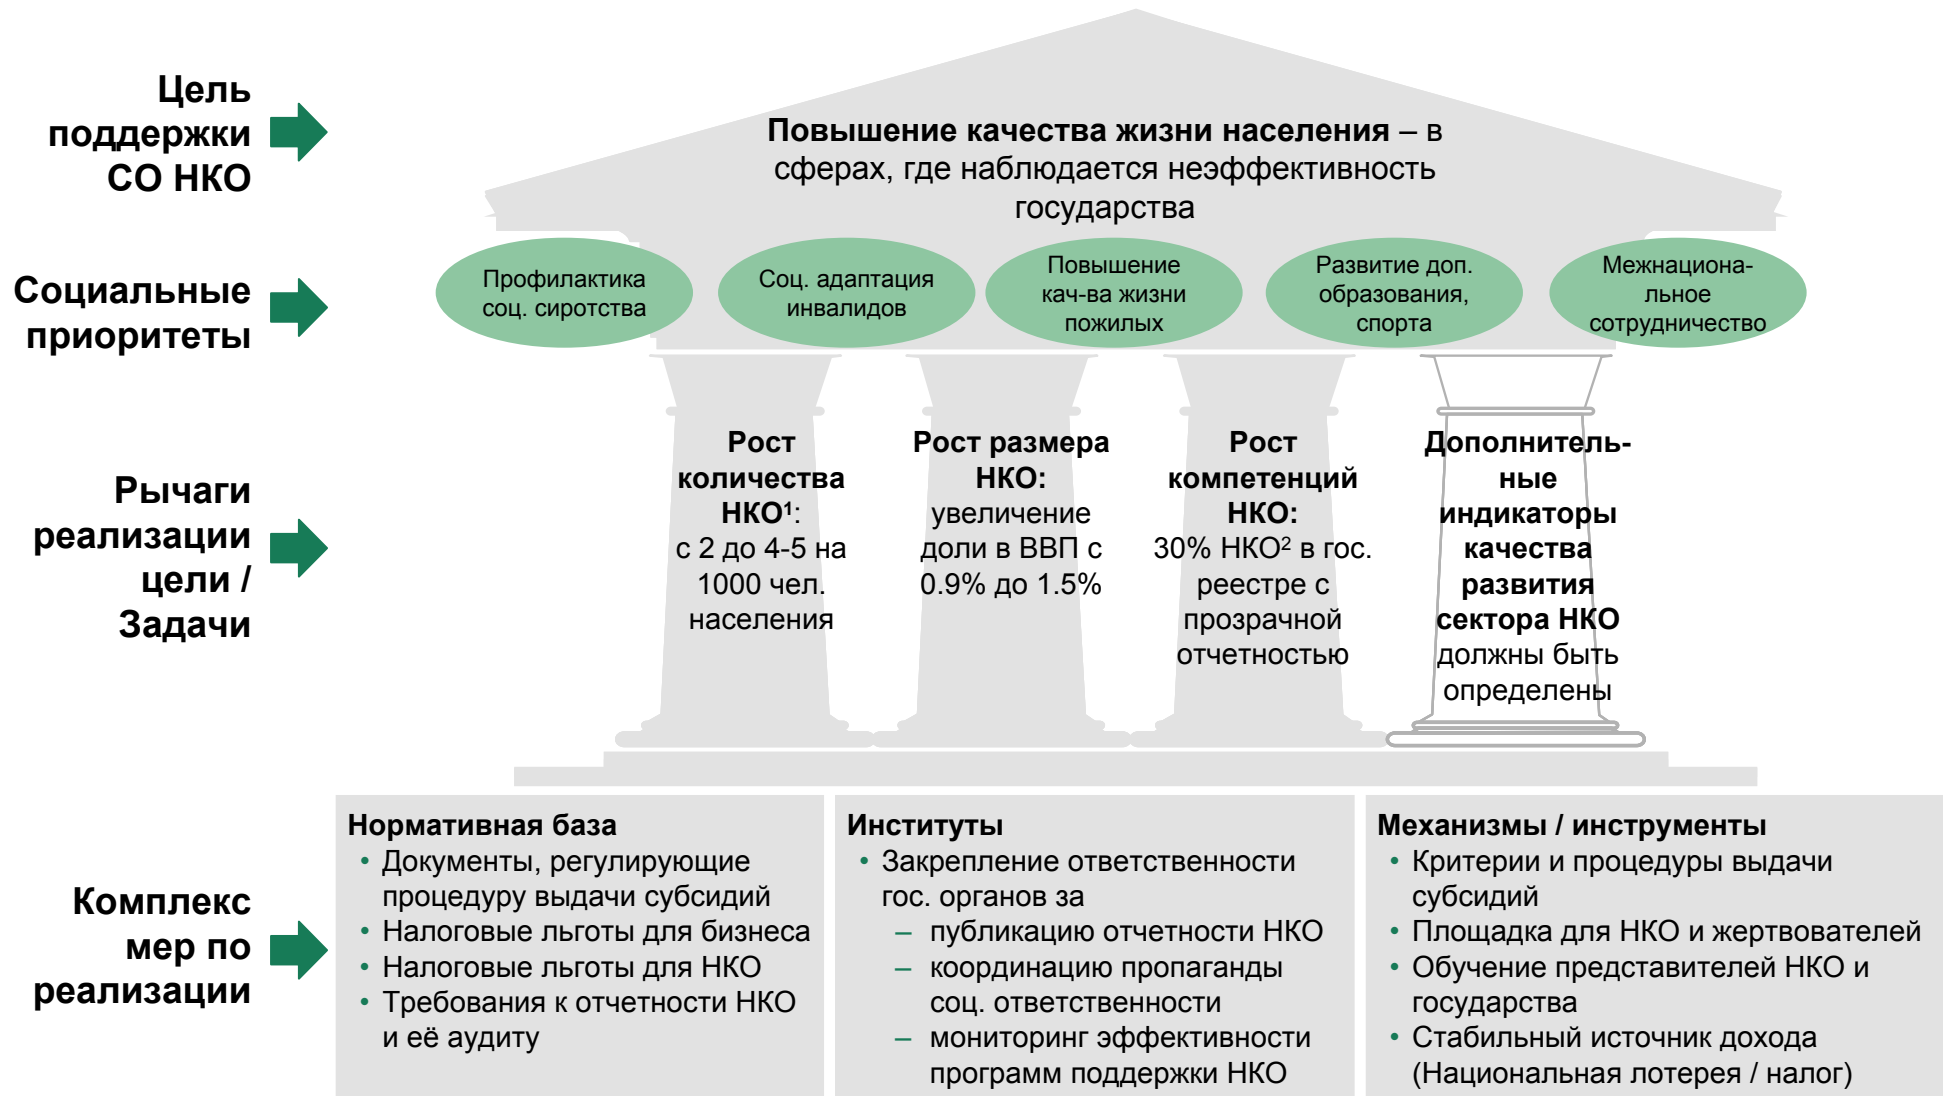 Цель
поддержки
СО НКО
Повышение качества жизни населения – в
сферах, где наблюдается неэффективность
государства
Социальные
приоритеты
Профилактика
соц. сиротства
Соц. адаптация
инвалидов
Повышение
кач-ва жизни
пожилых
Развитие доп.
образования,
спорта
Межнациона-
льное
сотрудничество
Рычаги
реализации
цели /
Задачи
Рост
количества
НКО¹:
с 2 до 4-5 на
1000 чел.
населения
Рост размера
НКО:
увеличение
доли в ВВП с
0.9% до 1.5%
Рост
компетенций
НКО:
30% НКО² в гос.
реестре с
прозрачной
отчетностью
Дополнитель-
ные
индикаторы
качества
развития
сектора НКО
должны быть
определены
Комплекс
мер по
реализации
Нормативная база
• Документы, регулирующие
процедуру выдачи субсидий
• Налоговые льготы для бизнеса
• Налоговые льготы для НКО
• Требования к отчетности НКО
и её аудиту
Институты
• Закрепление ответственности
гос. органов за
– публикацию отчетности НКО
– координацию пропаганды
соц. ответственности
– мониторинг эффективности
программ поддержки НКО
Механизмы / инструменты
• Критерии и процедуры выдачи
субсидий
• Площадка для НКО и жертвователей
• Обучение представителей НКО и
государства
• Стабильный источник дохода
(Национальная лотерея / налог)